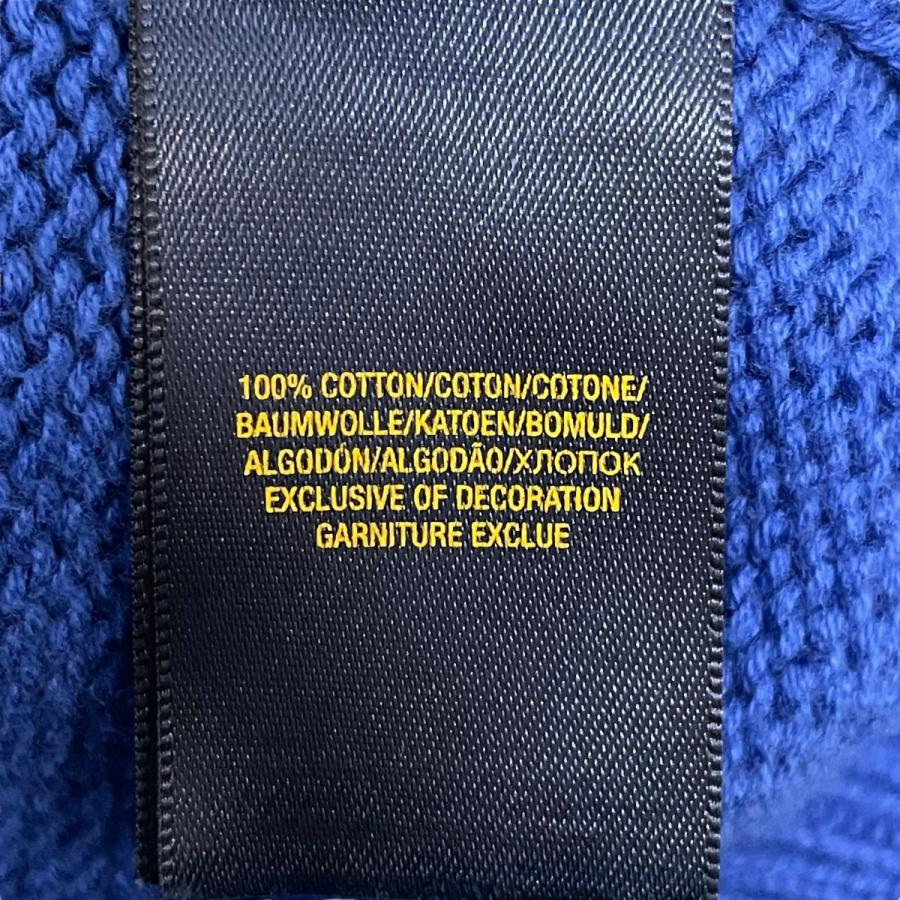 100% COTTON/COTON/COTONE/
BAUMWOLLE/KATOEN/BOMULD/
ALGODÓN/ALGODÃO/ХЛОПОК
EXCLUSIVE OF DECORATION
GARNITURE EXCLUE